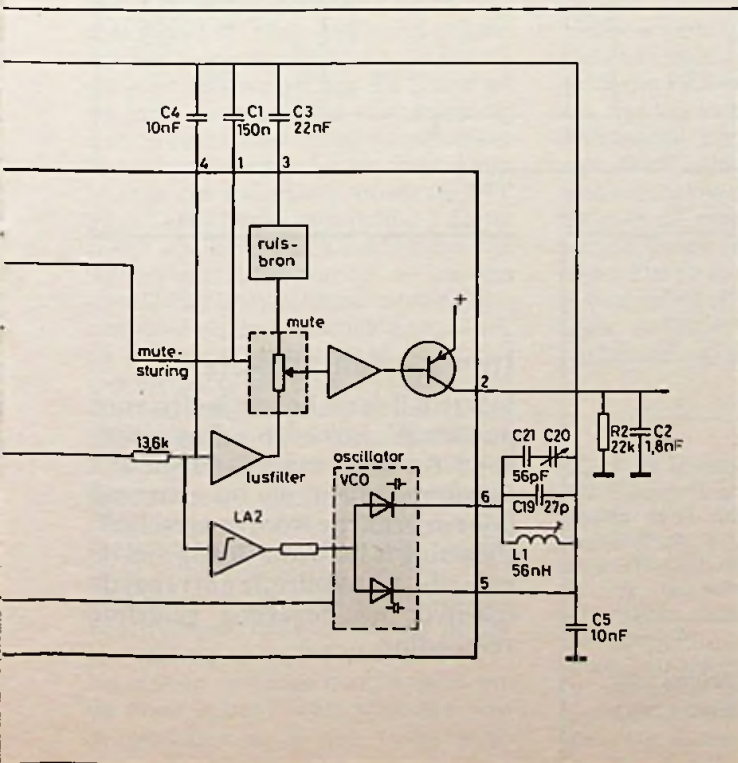 C4
10nF
C1
150n
C3
22nF
4
1
3
ruis-
bron
mute
+
mute-
sturing
2
13,6k
lusfilter
LA2
oscillator
VCO
6
5
C21
56pF
C20
C19 27p
L1
56nH
R2
22k
C2
1,8nF
C5
10nF